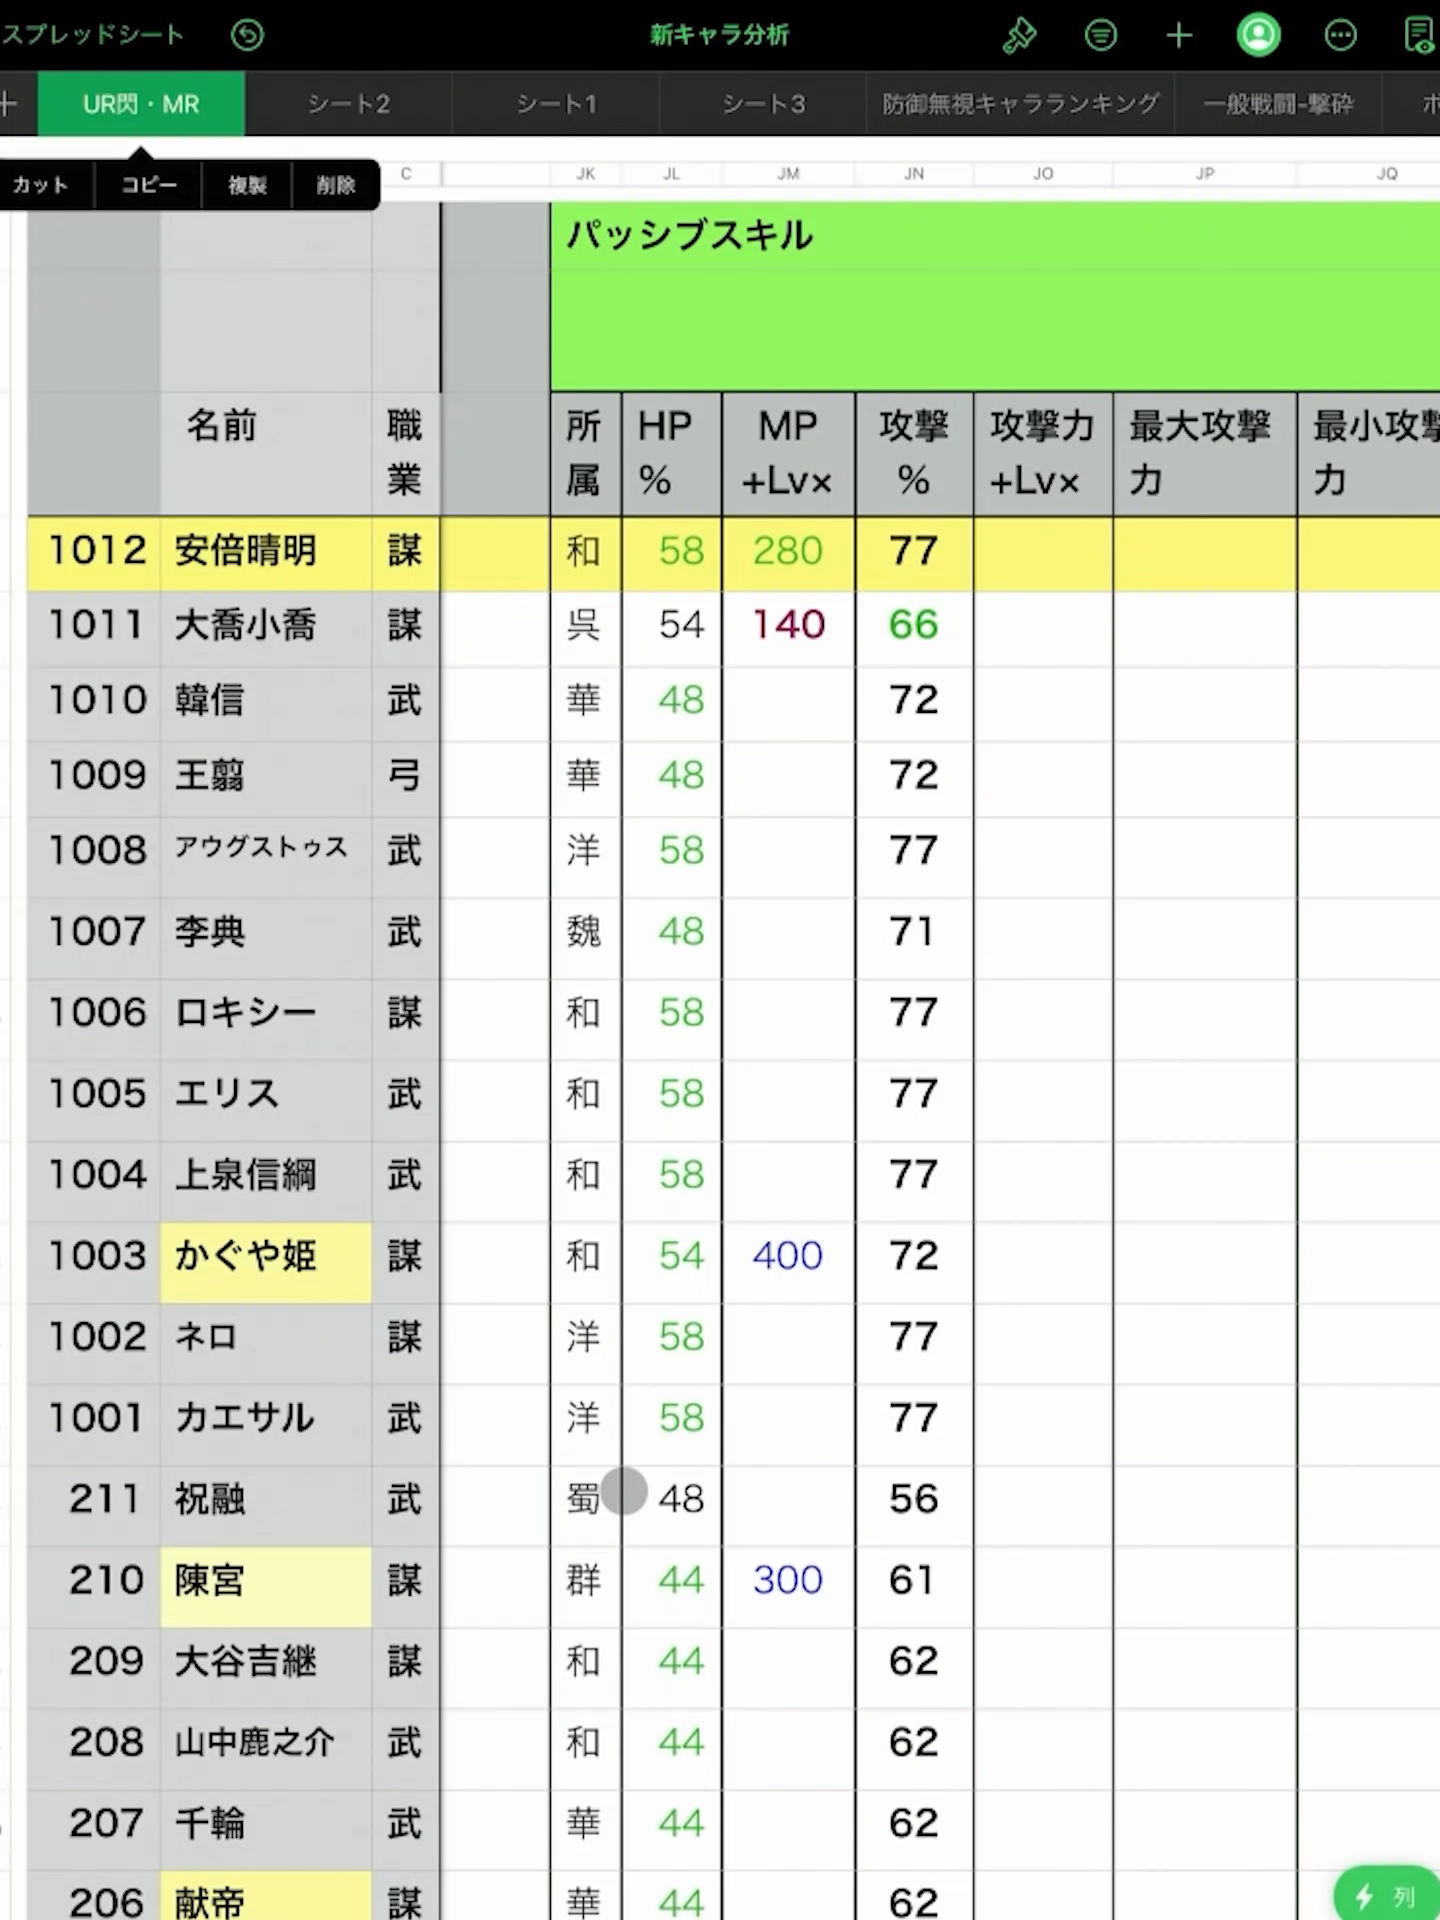 スプレッドシート 新キャラ分析
UR閃・MR シート2 シート1 シート3 防御無視キャラランキング 一般戦闘-撃砕
カット コピー 複製 削除 C JK JL JM JN JO JP JQ
パッシブスキル
名前 職業 所属 HP % MP +Lv× 攻撃 % 攻撃力 +Lv× 最大攻撃力 最小攻撃力
1012 安倍晴明 謀 和 58 280 77
1011 大喬小喬 謀 呉 54 140 66
1010 韓信 武 華 48 72
1009 王翦 弓 華 48 72
1008 アウグストゥス 武 洋 58 77
1007 李典 武 魏 48 71
1006 ロキシー 謀 和 58 77
1005 エリス 武 和 58 77
1004 上泉信綱 武 和 58 77
1003 かぐや姫 謀 和 54 400 72
1002 ネロ 謀 洋 58 77
1001 カエサル 武 洋 58 77
211 祝融 武 蜀 48 56
210 陳宮 謀 群 44 300 61
209 大谷吉継 謀 和 44 62
208 山中鹿之介 武 和 44 62
207 千輪 武 華 44 62
206 献帝 謀 華 44 62
列